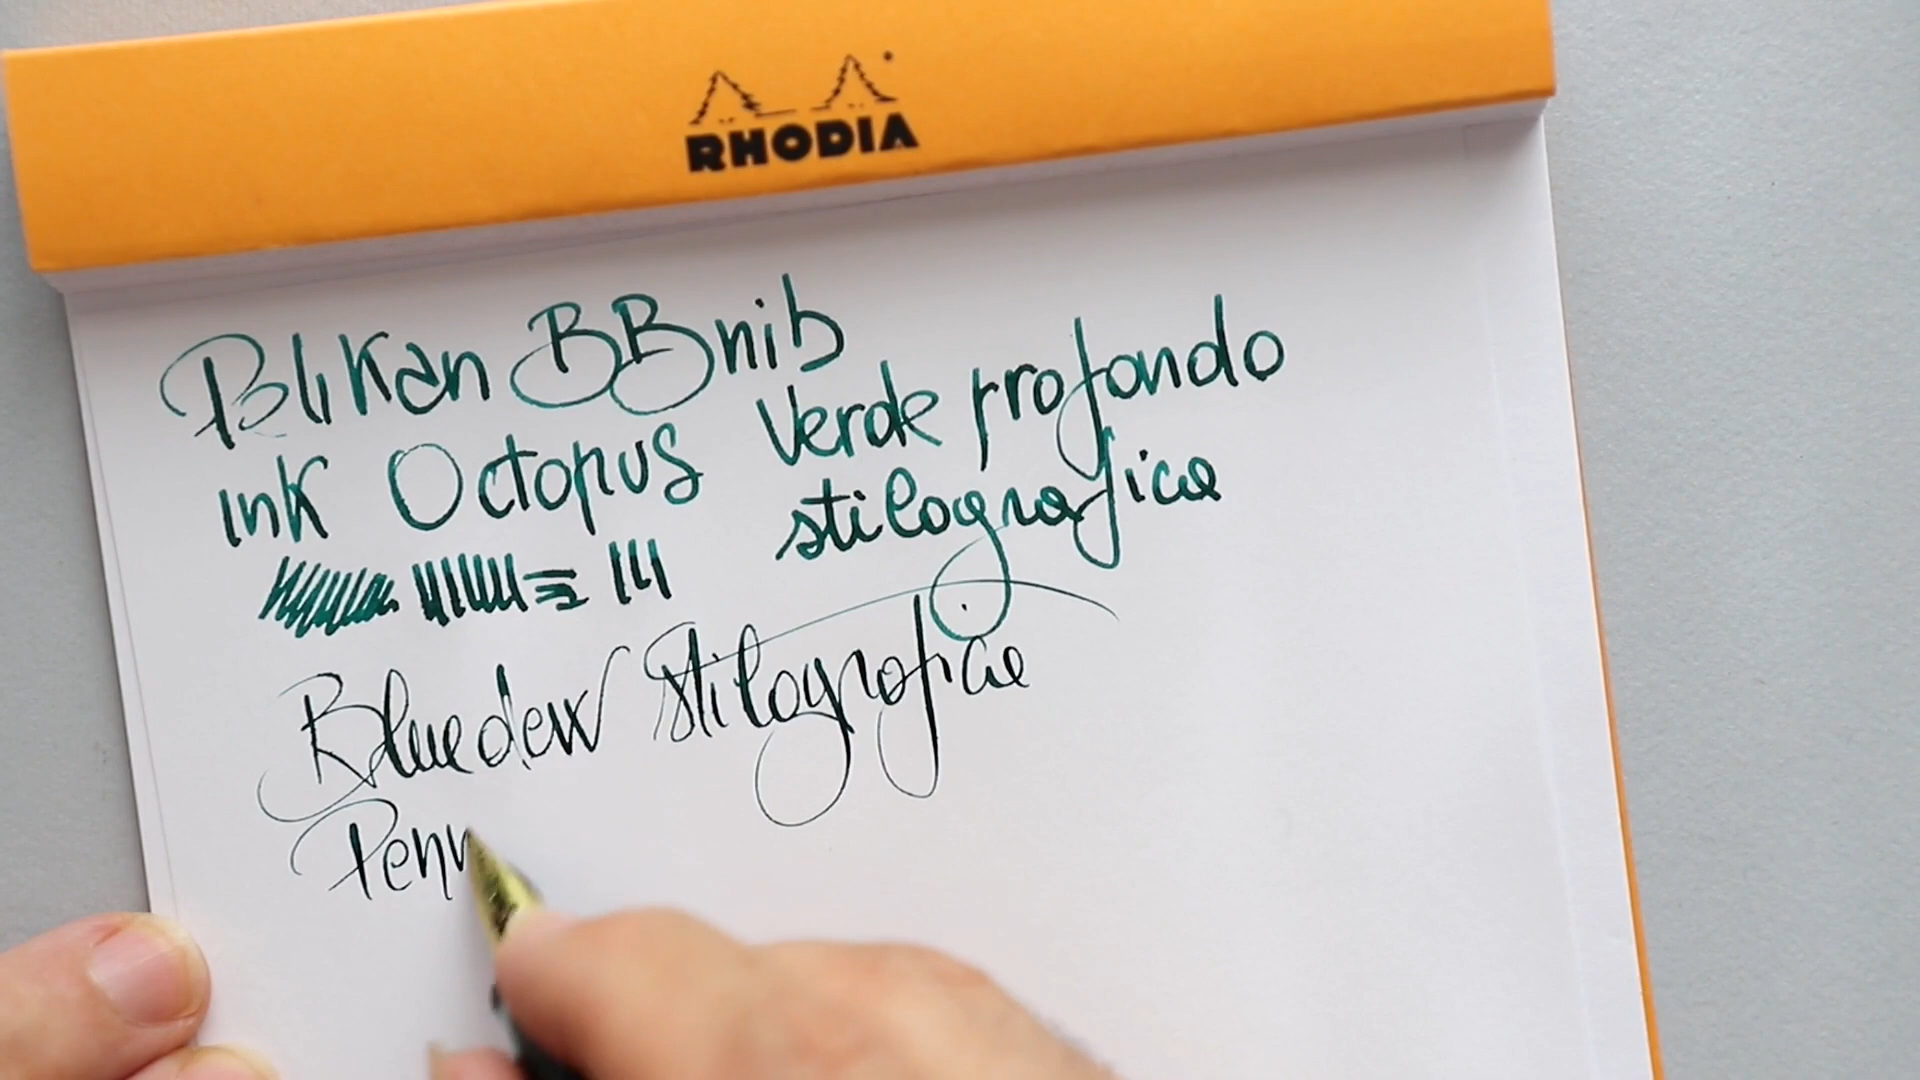 RHODIA
Pelikan BB nib
ink Octopus Verde profondo
stilografica
Bluedew stilografica
Penn